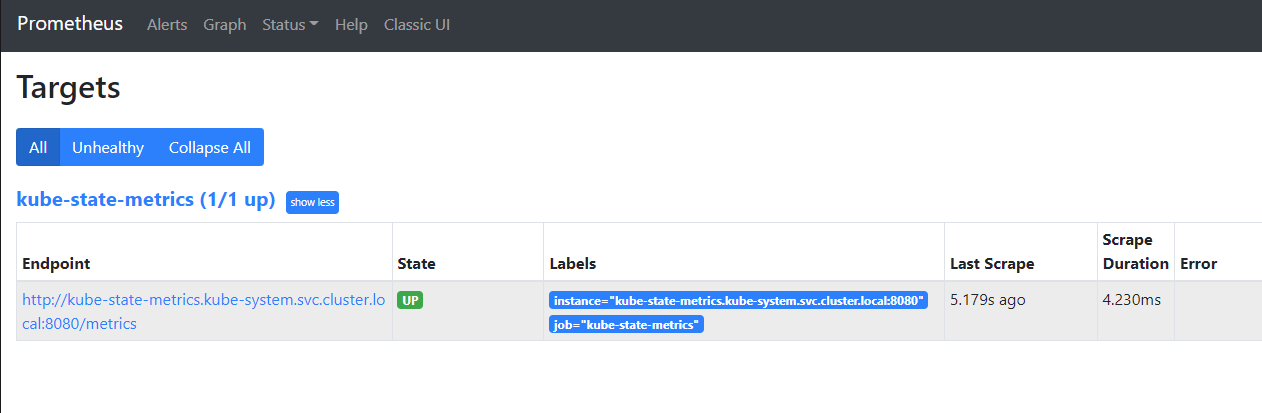 Prometheus Alerts Graph Status Help Classic UI
Targets
All Unhealthy Collapse All
kube-state-metrics (1/1 up) show less
Endpoint State Labels Last Scrape Scrape Duration Error
http://kube-state-metrics.kube-system.svc.cluster.lo
cal:8080/metrics
UP
instance="kube-state-metrics.kube-system.svc.cluster.local:8080"
job="kube-state-metrics"
5.179s ago
4.230ms